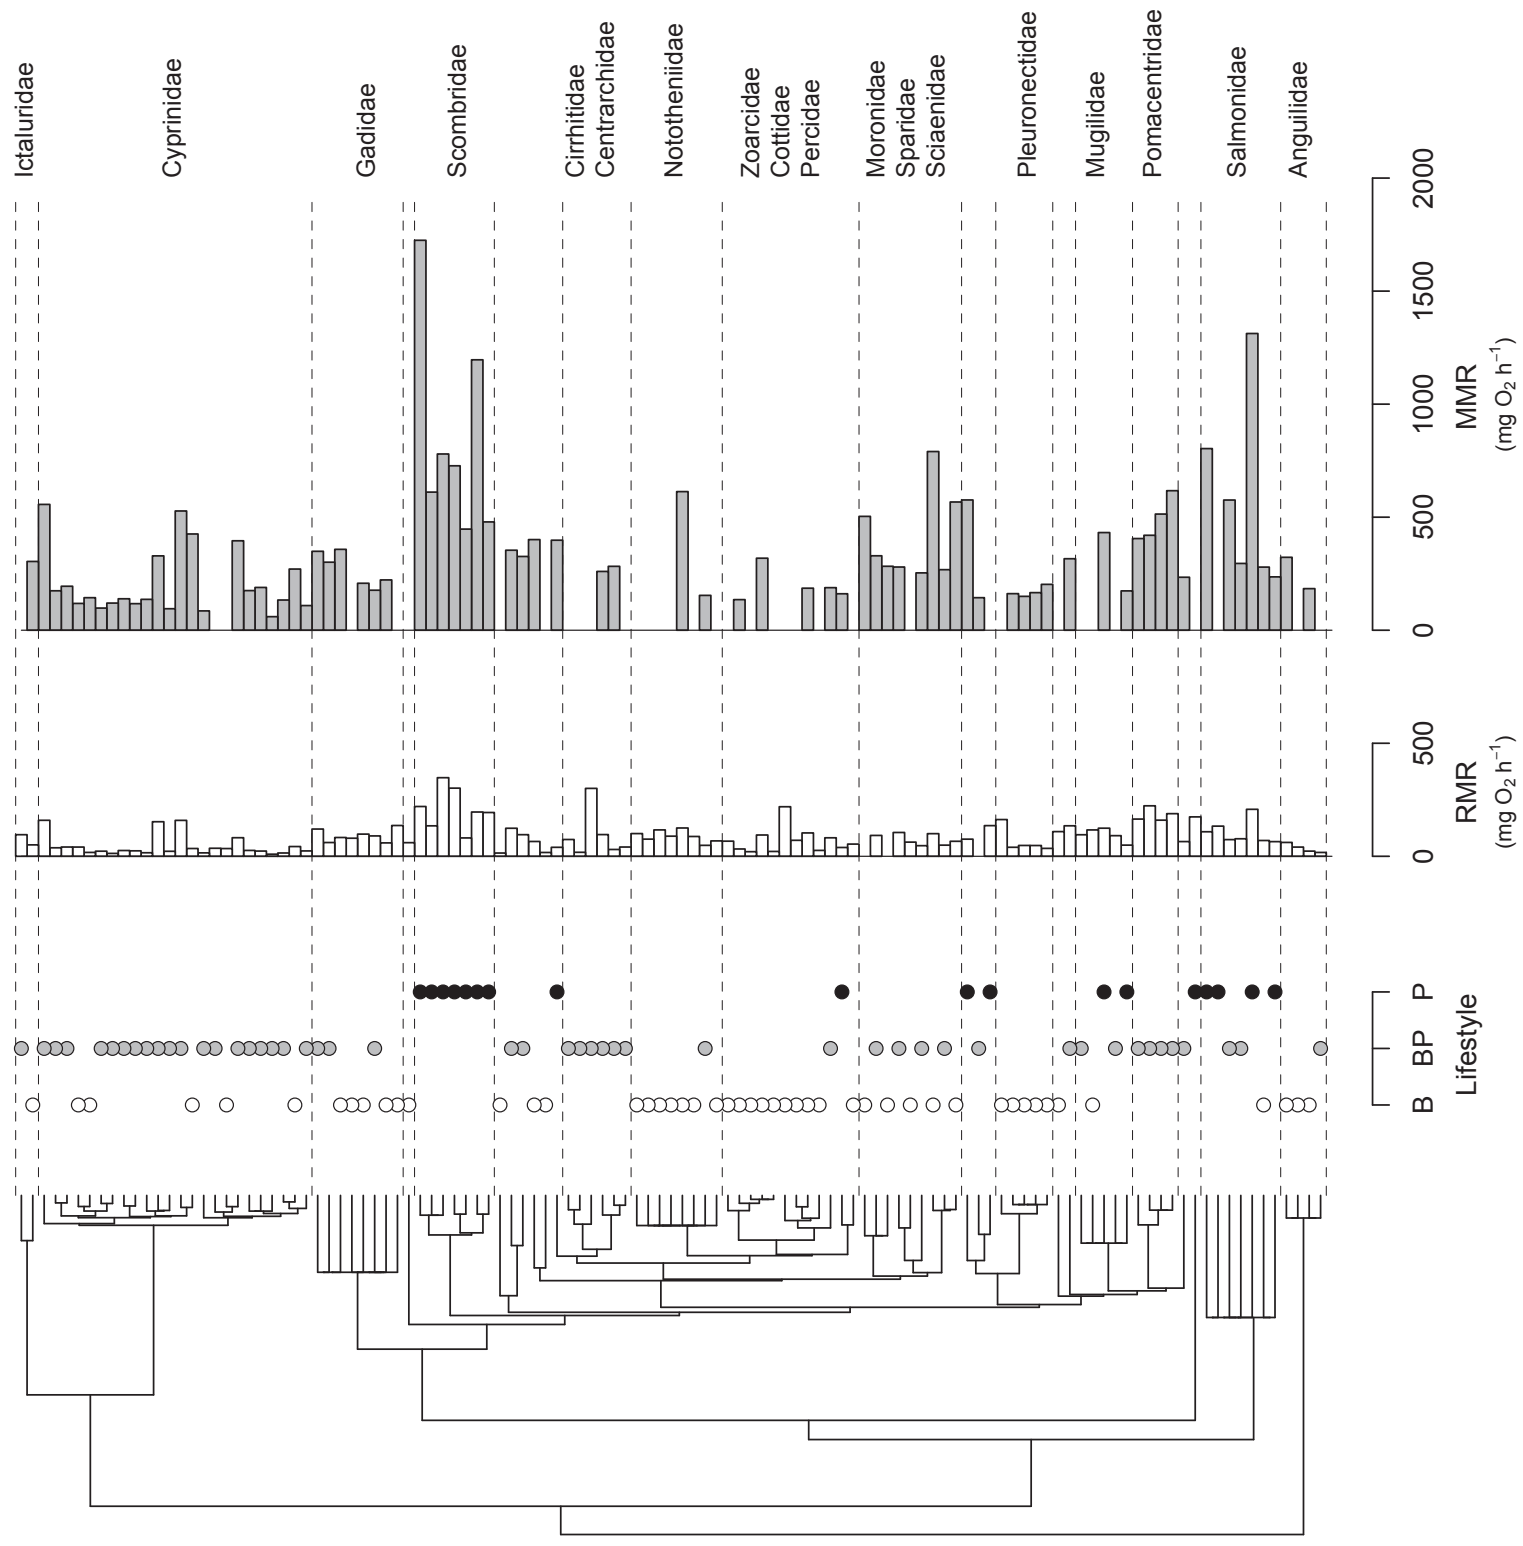 Ictaluridae
Cyprinidae
Gadidae
Scombridae
Cirrhitidae
Centrarchidae
Nototheniidae
Zoarcidae
Cottidae
Percidae
Moronidae
Sparidae
Sciaenidae
Pleuronectidae
Mugilidae
Pomacentridae
Salmonidae
Anguilidae
0 500 1000 1500 2000
MMR
(mg O₂ h⁻¹)
0 500
RMR
(mg O₂ h⁻¹)
B BP P
Lifestyle